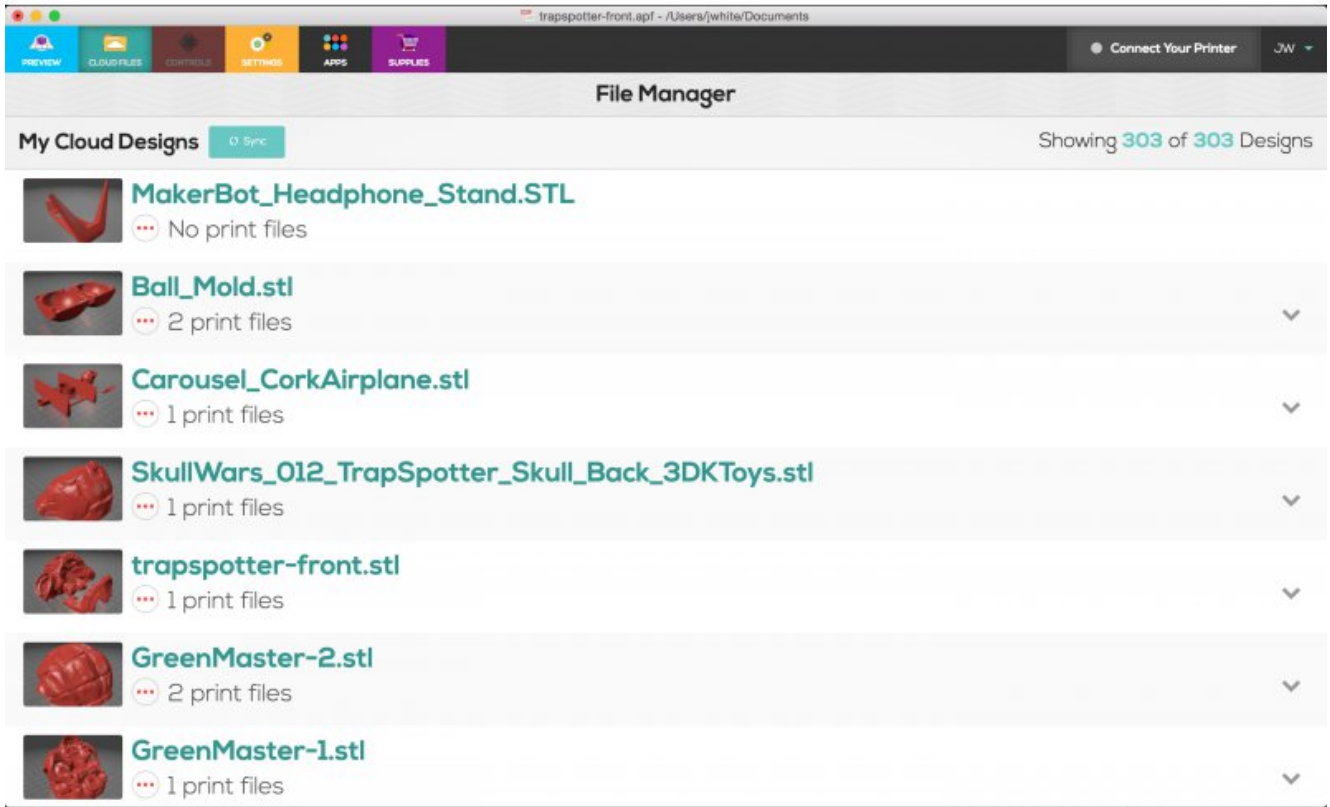 trapspotter-front.apf - /Users/jwhite/Documents
PREVIEW CLOUD FILES CONTROLS SETTINGS APPS SUPPLIES Connect Your Printer JW
File Manager
My Cloud Designs Sync Showing 303 of 303 Designs
MakerBot_Headphone_Stand.STL
No print files
Ball_Mold.stl
2 print files
Carousel_CorkAirplane.stl
1 print files
SkullWars_012_TrapSpotter_Skull_Back_3DKToys.stl
1 print files
trapspotter-front.stl
1 print files
GreenMaster-2.stl
2 print files
GreenMaster-1.stl
1 print files